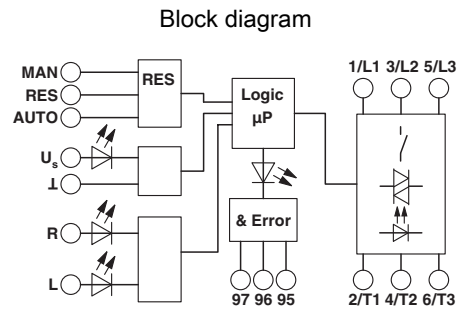 Block diagram
1/L1 3/L2 5/L3
MAN
RES
RES
AUTO
Logic
µP
Us
⊥
R
L
& Error
97 96 95
2/T1 4/T2 6/T3